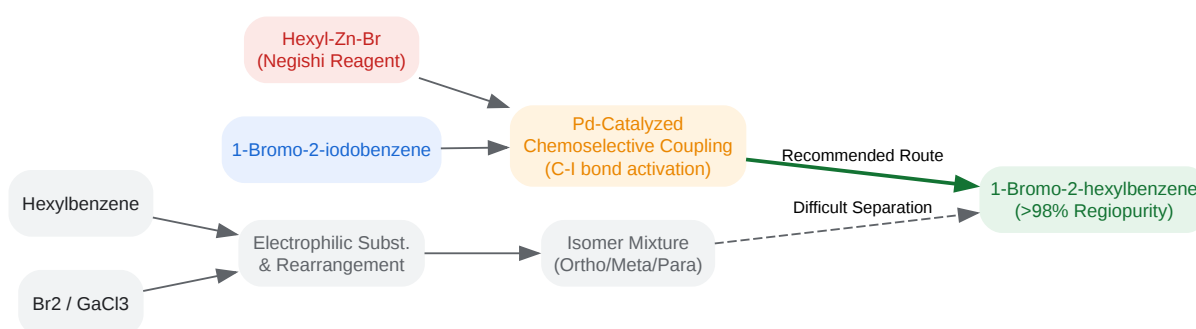 Hexyl-Zn-Br
(Negishi Reagent)
1-Bromo-2-iodobenzene
Pd-Catalyzed
Chemoselective Coupling
(C-I bond activation)
Recommended Route
1-Bromo-2-hexylbenzene
(>98% Regiopurity)
Difficult Separation
Hexylbenzene
Electrophilic Subst.
& Rearrangement
Isomer Mixture
(Ortho/Meta/Para)
Br2 / GaCl3